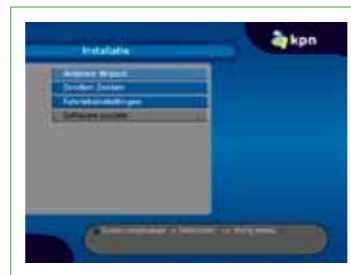 kpn
Installatie
Antenne Wizard
Zenders Zoeken
Fabrieksinstellingen
Software update